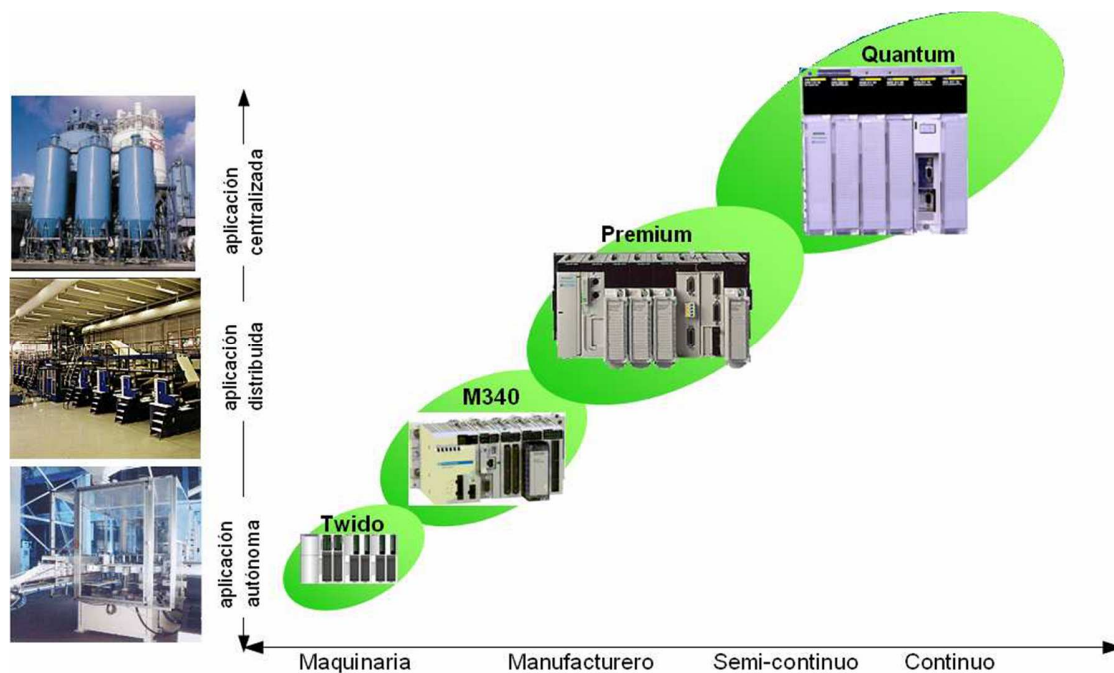 Quantum
Premium
M340
Twido
aplicación
centralizada
aplicación
distribuida
aplicación
autónoma
Maquinaria
Manufacturero
Semi-continuo
Continuo